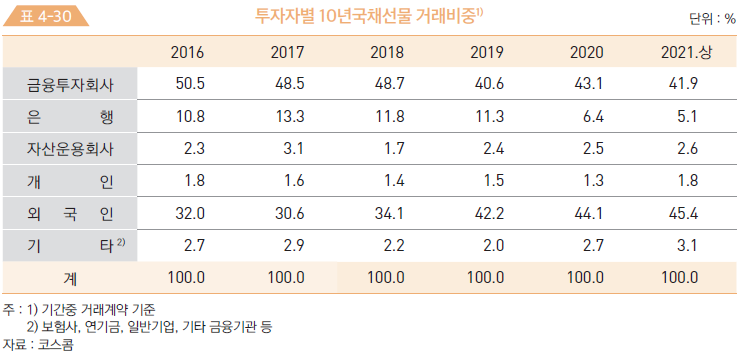 표 4-30
투자자별 10년국채선물 거래비중1)
단위 : %
2016 2017 2018 2019 2020 2021.상
금융투자회사 50.5 48.5 48.7 40.6 43.1 41.9
은 행 10.8 13.3 11.8 11.3 6.4 5.1
자산운용회사 2.3 3.1 1.7 2.4 2.5 2.6
개 인 1.8 1.6 1.4 1.5 1.3 1.8
외 국 인 32.0 30.6 34.1 42.2 44.1 45.4
기 타 2) 2.7 2.9 2.2 2.0 2.7 3.1
계 100.0 100.0 100.0 100.0 100.0 100.0
주 : 1) 기간중 거래계약 기준
2) 보험사, 연기금, 일반기업, 기타 금융기관 등
자료 : 코스콤